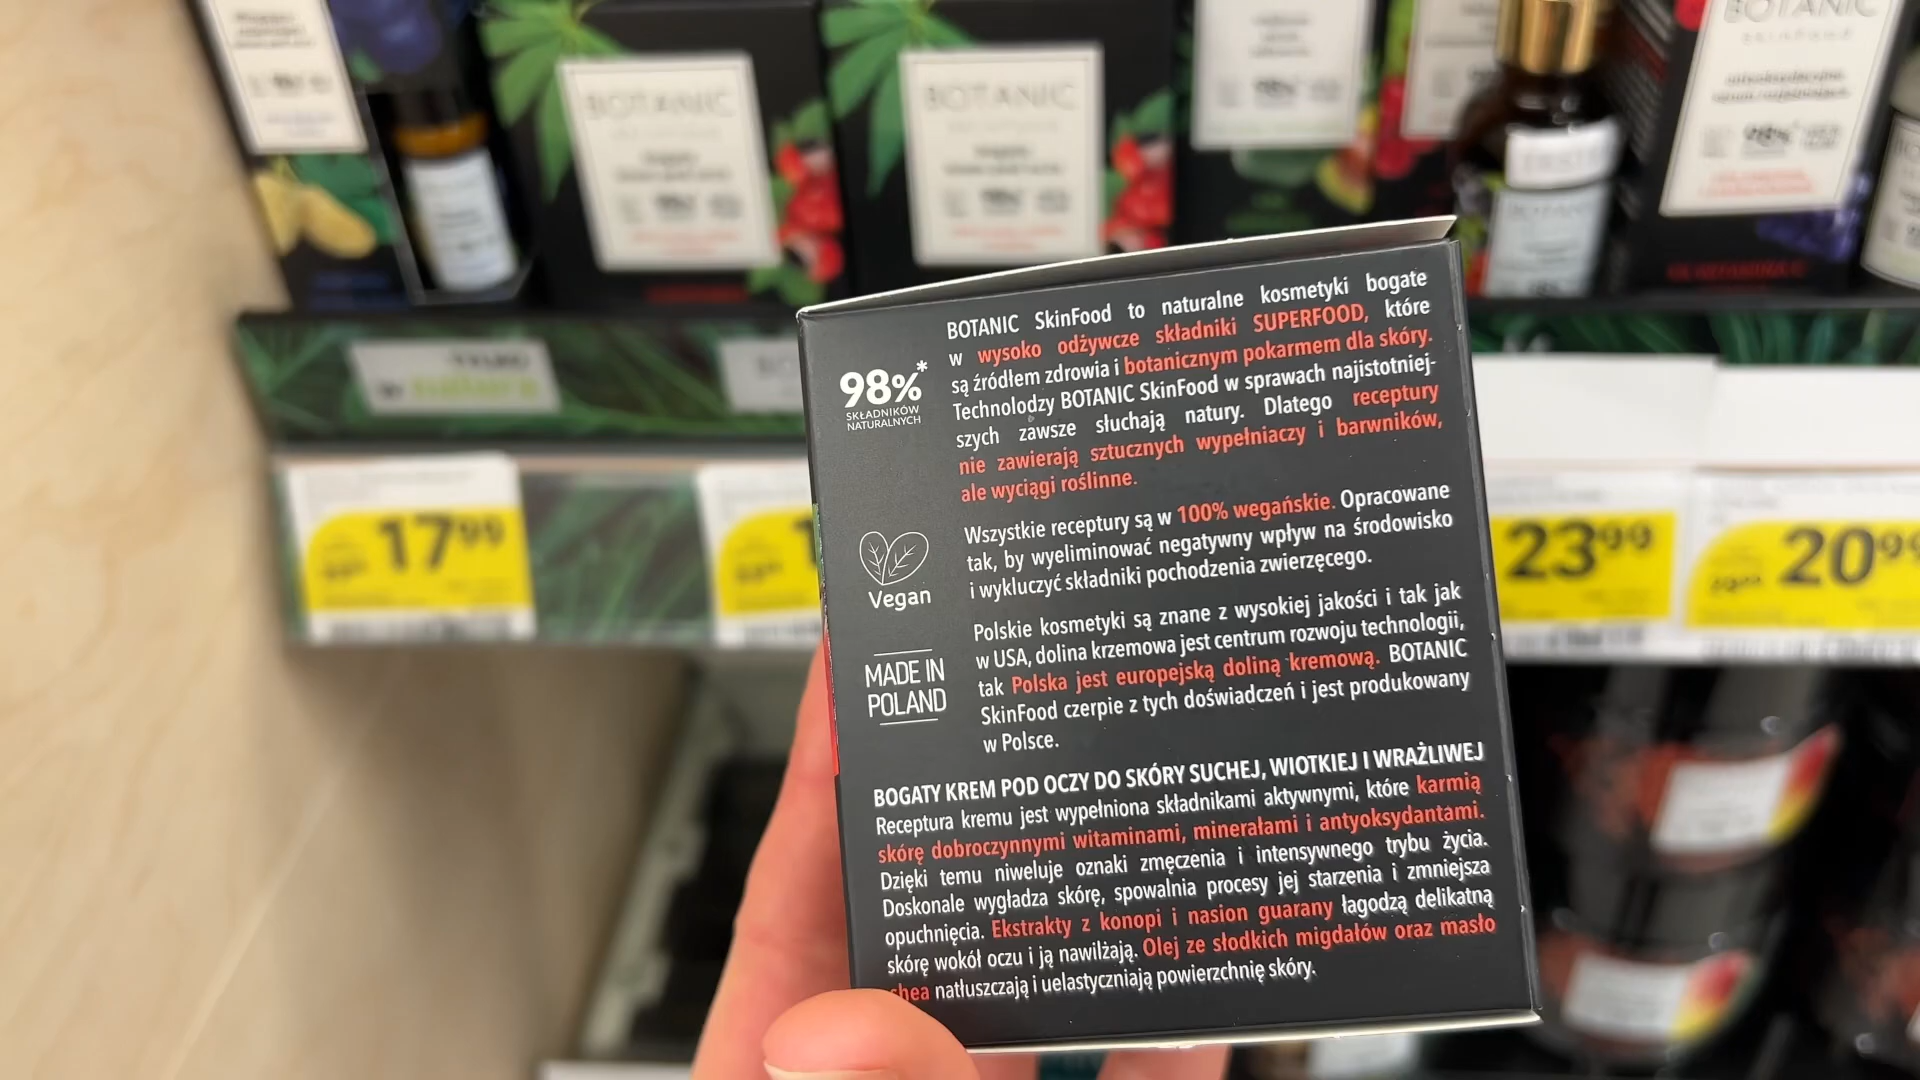 BOTANIC
BOTANIC
BOTANIC
98%
TYLKO
w natura
17 99
23 99
20 99
98%*
SKŁADNIKÓW
NATURALNYCH
BOTANIC SkinFood to naturalne kosmetyki bogate
w wysoko odżywcze składniki SUPERFOOD, które
są źródłem zdrowia i botanicznym pokarmem dla skóry.
Technolodzy BOTANIC SkinFood w sprawach najistotniej-
szych zawsze słuchają natury. Dlatego receptury
nie zawierają sztucznych wypełniaczy i barwników,
ale wyciągi roślinne.
Vegan
Wszystkie receptury są w 100% wegańskie. Opracowane
tak, by wyeliminować negatywny wpływ na środowisko
i wykluczyć składniki pochodzenia zwierzęcego.
MADE IN
POLAND
Polskie kosmetyki są znane z wysokiej jakości i tak jak
w USA, dolina krzemowa jest centrum rozwoju technologii,
tak Polska jest europejską doliną kremową. BOTANIC
SkinFood czerpie z tych doświadczeń i jest produkowany
w Polsce.
BOGATY KREM POD OCZY DO SKÓRY SUCHEJ, WIOTKIEJ I WRAŻLIWEJ
Receptura kremu jest wypełniona składnikami aktywnymi, które karmią
skórę dobroczynnymi witaminami, minerałami i antyoksydantami.
Dzięki temu niweluje oznaki zmęczenia i intensywnego trybu życia.
Doskonale wygładza skórę, spowalnia procesy jej starzenia i zmniejsza
opuchnięcia. Ekstrakty z konopi i nasion guarany łagodzą delikatną
skórę wokół oczu i ją nawilżają. Olej ze słodkich migdałów oraz masło
shea natłuszczają i uelastyczniają powierzchnię skóry.